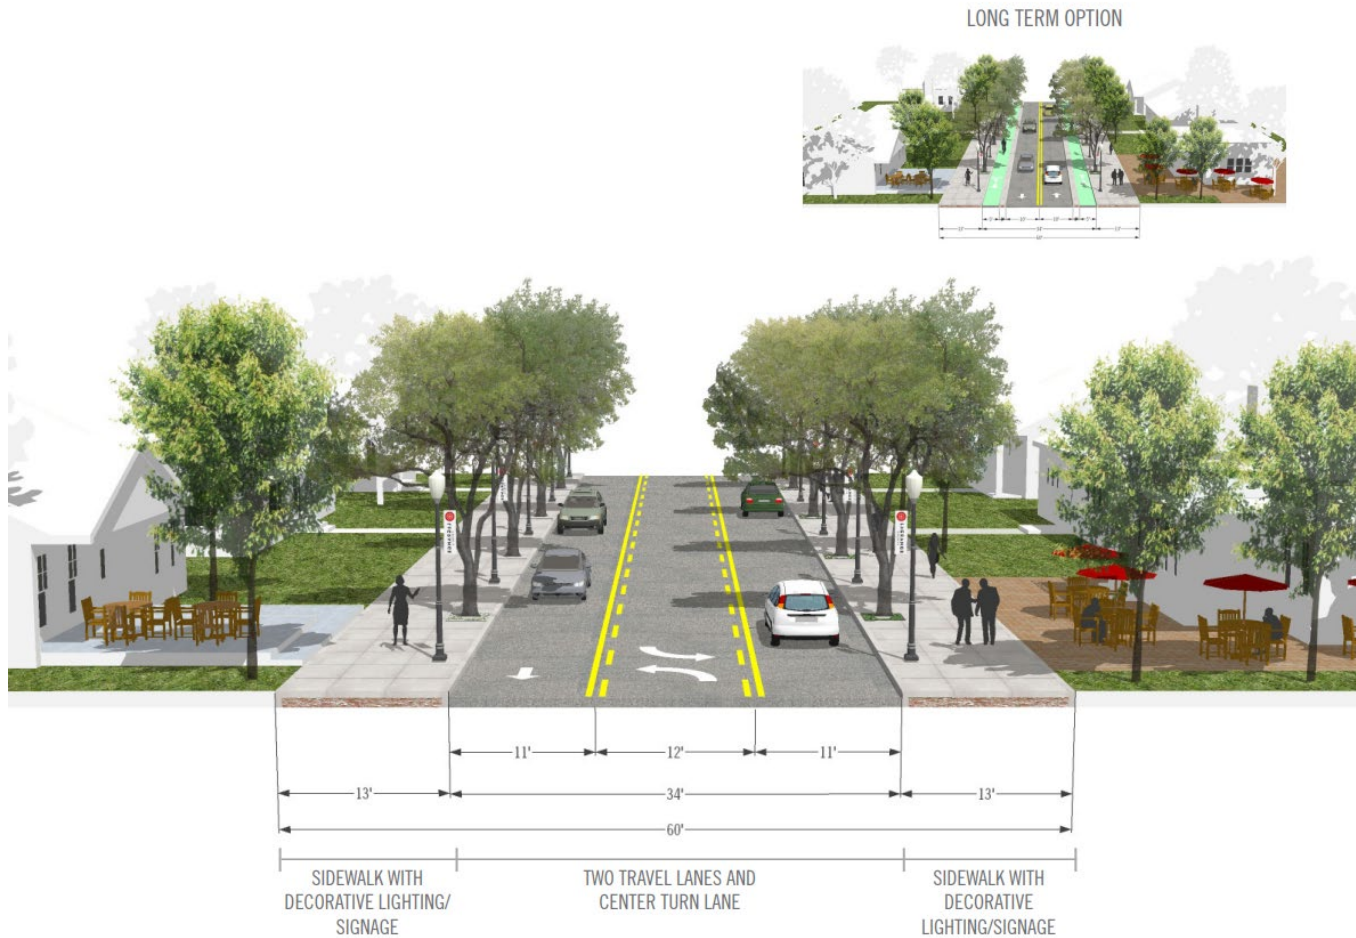 LONG TERM OPTION
11'
12'
11'
13'
34'
13'
60'
SIDEWALK WITH
DECORATIVE LIGHTING/
SIGNAGE
TWO TRAVEL LANES AND
CENTER TURN LANE
SIDEWALK WITH
DECORATIVE
LIGHTING/SIGNAGE